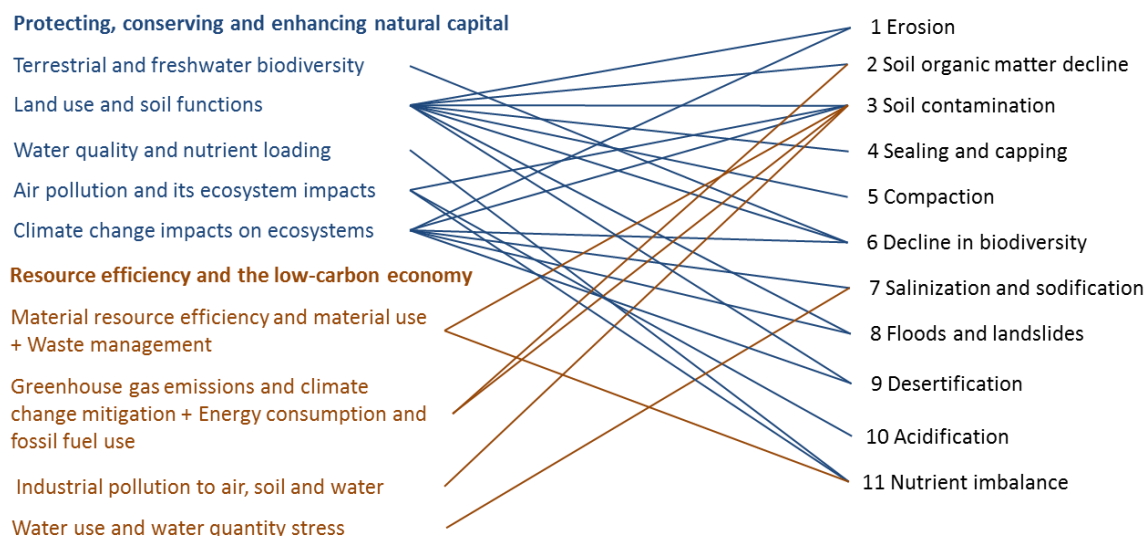 Protecting, conserving and enhancing natural capital
Terrestrial and freshwater biodiversity
Land use and soil functions
Water quality and nutrient loading
Air pollution and its ecosystem impacts
Climate change impacts on ecosystems
Resource efficiency and the low-carbon economy
Material resource efficiency and material use
+ Waste management
Greenhouse gas emissions and climate
change mitigation + Energy consumption and
fossil fuel use
Industrial pollution to air, soil and water
Water use and water quantity stress
1 Erosion
2 Soil organic matter decline
3 Soil contamination
4 Sealing and capping
5 Compaction
6 Decline in biodiversity
7 Salinization and sodification
8 Floods and landslides
9 Desertification
10 Acidification
11 Nutrient imbalance